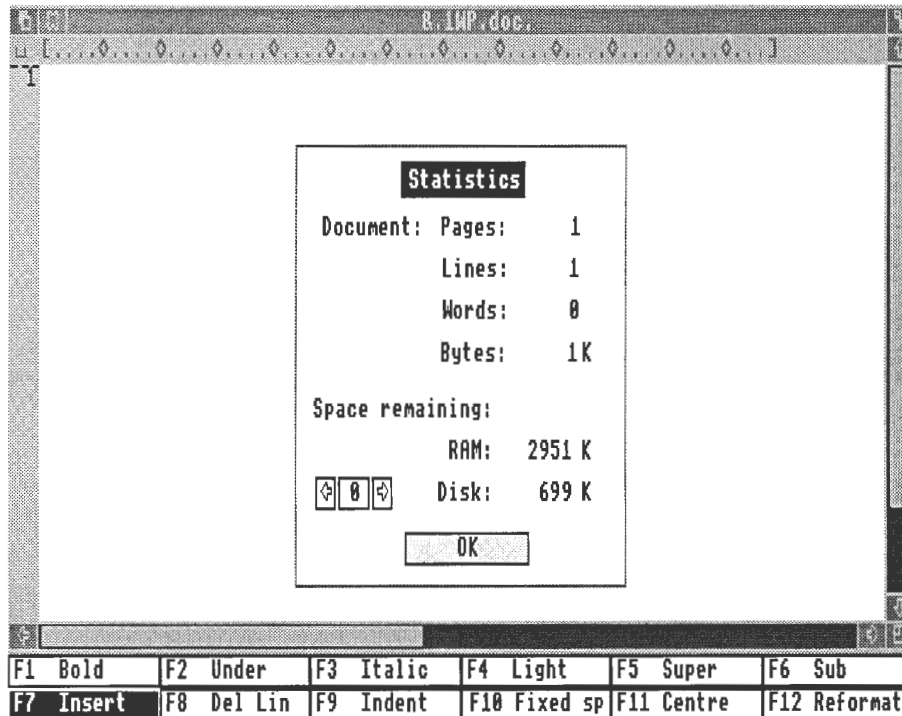 8.1WP.doc.
1
Statistics
Document: Pages: 1
Lines: 1
Words: 0
Bytes: 1K
Space remaining:
RAM: 2951 K
0 Disk: 699 K
OK
F1 Bold F2 Under F3 Italic F4 Light F5 Super F6 Sub
F7 Insert F8 Del Lin F9 Indent F10 Fixed sp F11 Centre F12 Reformat